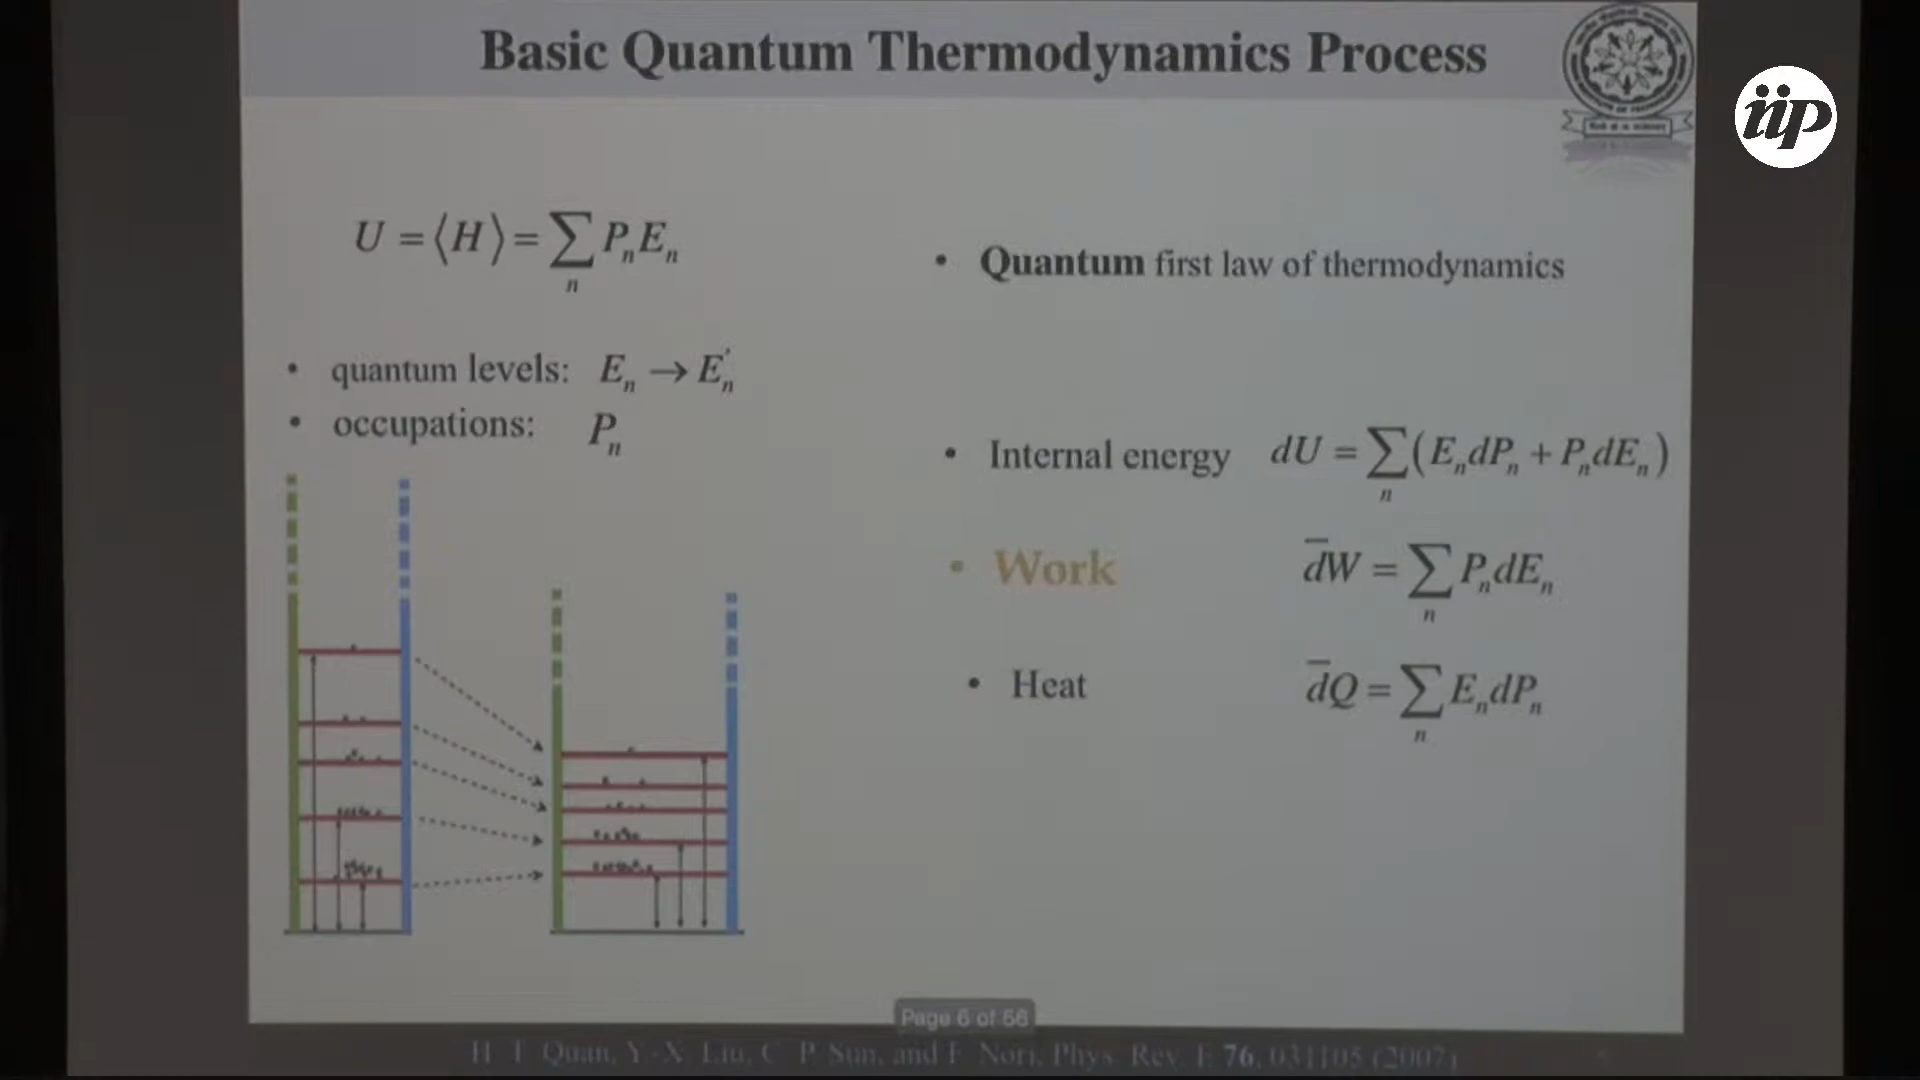 Basic Quantum Thermodynamics Process
iip
U = ⟨H⟩ = ∑ₙ PₙEₙ
• quantum levels: Eₙ → E′ₙ
• occupations: Pₙ
• Quantum first law of thermodynamics
• Internal energy dU = ∑ₙ (EₙdPₙ + PₙdEₙ)
• Work đW = ∑ₙ PₙdEₙ
• Heat đQ = ∑ₙ EₙdPₙ
Page 6 of 56
H. T. Quan, Y.-X. Liu, C. P. Sun, and F. Nori, Phys. Rev. E 76, 031105 (2007)